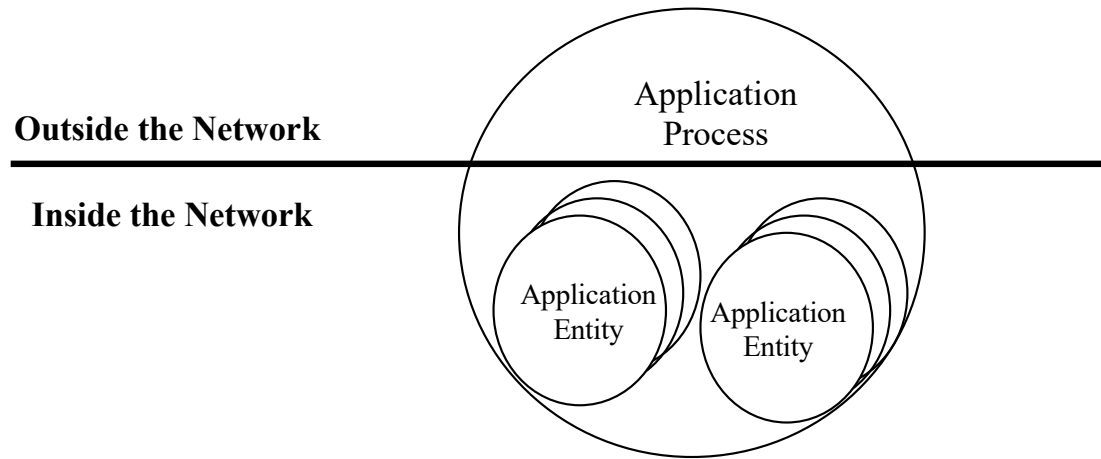 Application
Process
Outside the Network
Inside the Network
Application
Entity
Application
Entity